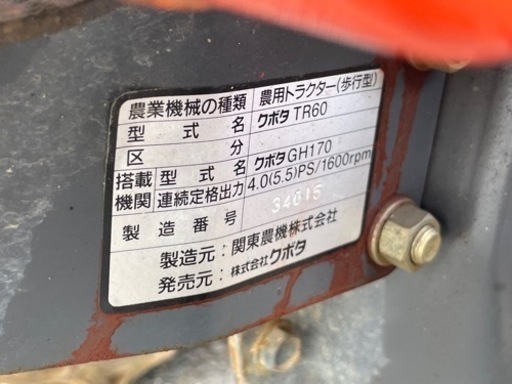 農業機械の種類 農用トラクター(歩行型)
型式名 クボタ TR60
区分
搭載機関 型式名 クボタ GH170
連続定格出力 4.0(5.5)PS/1600rpm
製造番号 34615
製造元:関東農機株式会社
発売元:株式会社クボタ